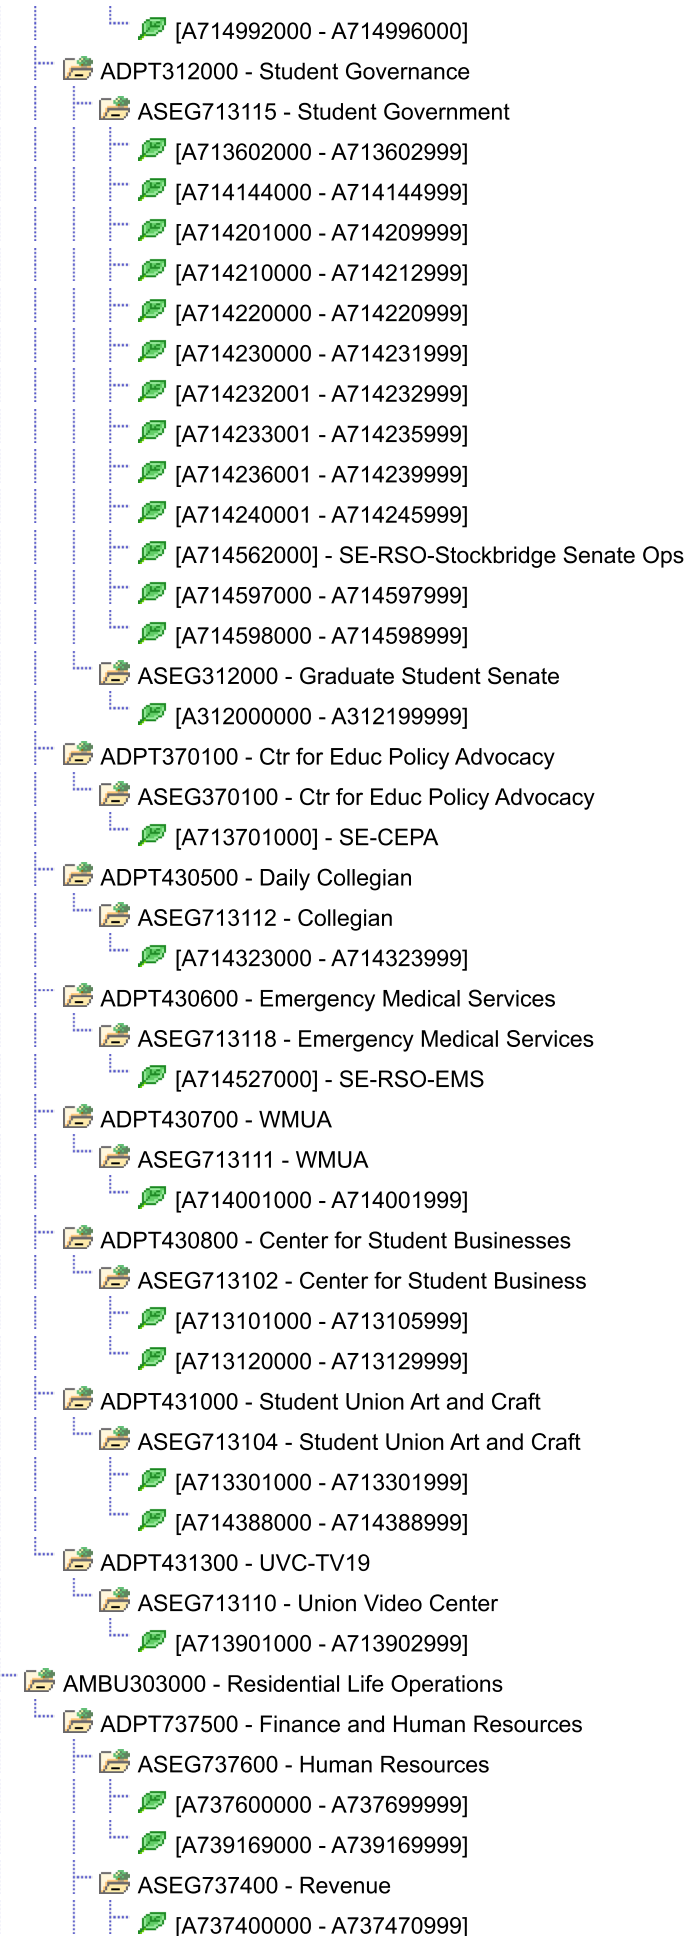 [A714992000 - A714996000]
ADPT312000 - Student Governance
ASEG713115 - Student Government
[A713602000 - A713602999]
[A714144000 - A714144999]
[A714201000 - A714209999]
[A714210000 - A714212999]
[A714220000 - A714220999]
[A714230000 - A714231999]
[A714232001 - A714232999]
[A714233001 - A714235999]
[A714236001 - A714239999]
[A714240001 - A714245999]
[A714562000] - SE-RSO-Stockbridge Senate Ops
[A714597000 - A714597999]
[A714598000 - A714598999]
ASEG312000 - Graduate Student Senate
[A312000000 - A312199999]
ADPT370100 - Ctr for Educ Policy Advocacy
ASEG370100 - Ctr for Educ Policy Advocacy
[A713701000] - SE-CEPA
ADPT430500 - Daily Collegian
ASEG713112 - Collegian
[A714323000 - A714323999]
ADPT430600 - Emergency Medical Services
ASEG713118 - Emergency Medical Services
[A714527000] - SE-RSO-EMS
ADPT430700 - WMUA
ASEG713111 - WMUA
[A714001000 - A714001999]
ADPT430800 - Center for Student Businesses
ASEG713102 - Center for Student Business
[A713101000 - A713105999]
[A713120000 - A713129999]
ADPT431000 - Student Union Art and Craft
ASEG713104 - Student Union Art and Craft
[A713301000 - A713301999]
[A714388000 - A714388999]
ADPT431300 - UVC-TV19
ASEG713110 - Union Video Center
[A713901000 - A713902999]
AMBU303000 - Residential Life Operations
ADPT737500 - Finance and Human Resources
ASEG737600 - Human Resources
[A737600000 - A737699999]
[A739169000 - A739169999]
ASEG737400 - Revenue
[A737400000 - A737470999]